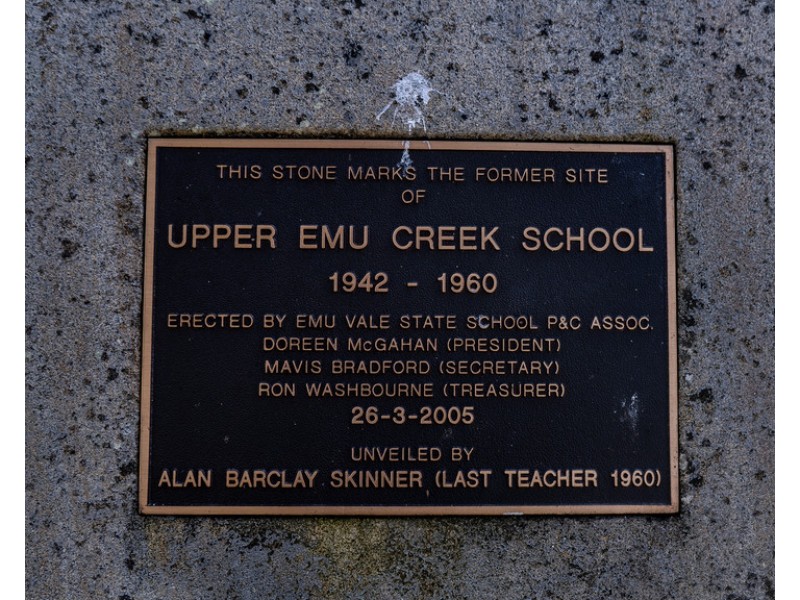 THIS STONE MARKS THE FORMER SITE
OF
UPPER EMU CREEK SCHOOL
1942 - 1960
ERECTED BY EMU VALE STATE SCHOOL P&C ASSOC.
DOREEN McGAHAN (PRESIDENT)
MAVIS BRADFORD (SECRETARY)
RON WASHBOURNE (TREASURER)
26-3-2005
UNVEILED BY
ALAN BARCLAY SKINNER (LAST TEACHER 1960)